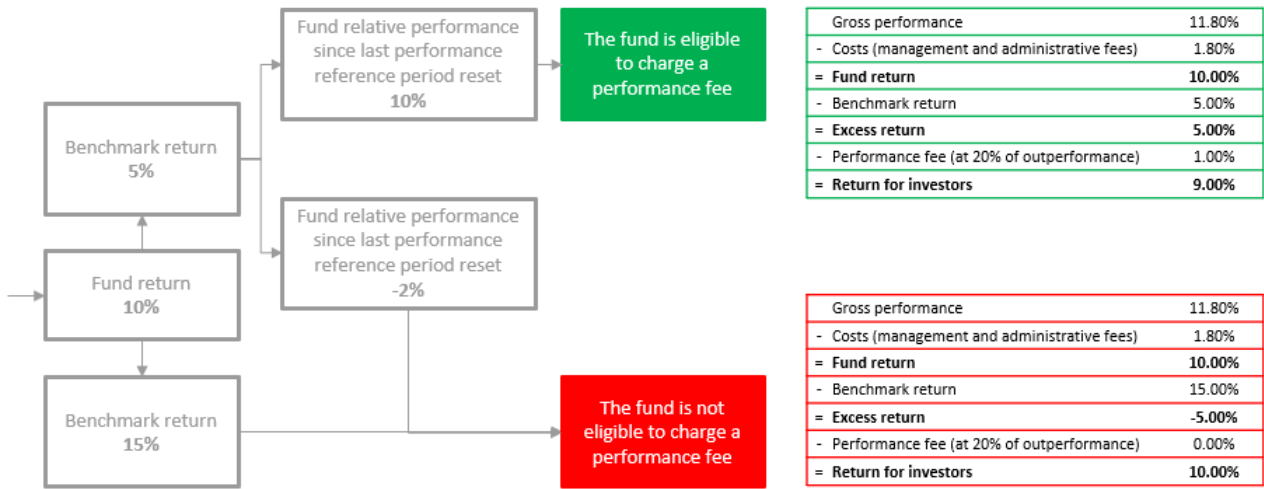 Fund relative performance
since last performance
reference period reset
10%
The fund is eligible
to charge a
performance fee
Benchmark return
5%
Fund relative performance
since last performance
reference period reset
-2%
Fund return
10%
Benchmark return
15%
The fund is not
eligible to charge a
performance fee
Gross performance 11.80%
- Costs (management and administrative fees) 1.80%
= Fund return 10.00%
- Benchmark return 5.00%
= Excess return 5.00%
- Performance fee (at 20% of outperformance) 1.00%
= Return for investors 9.00%
Gross performance 11.80%
- Costs (management and administrative fees) 1.80%
= Fund return 10.00%
- Benchmark return 15.00%
= Excess return -5.00%
- Performance fee (at 20% of outperformance) 0.00%
= Return for investors 10.00%